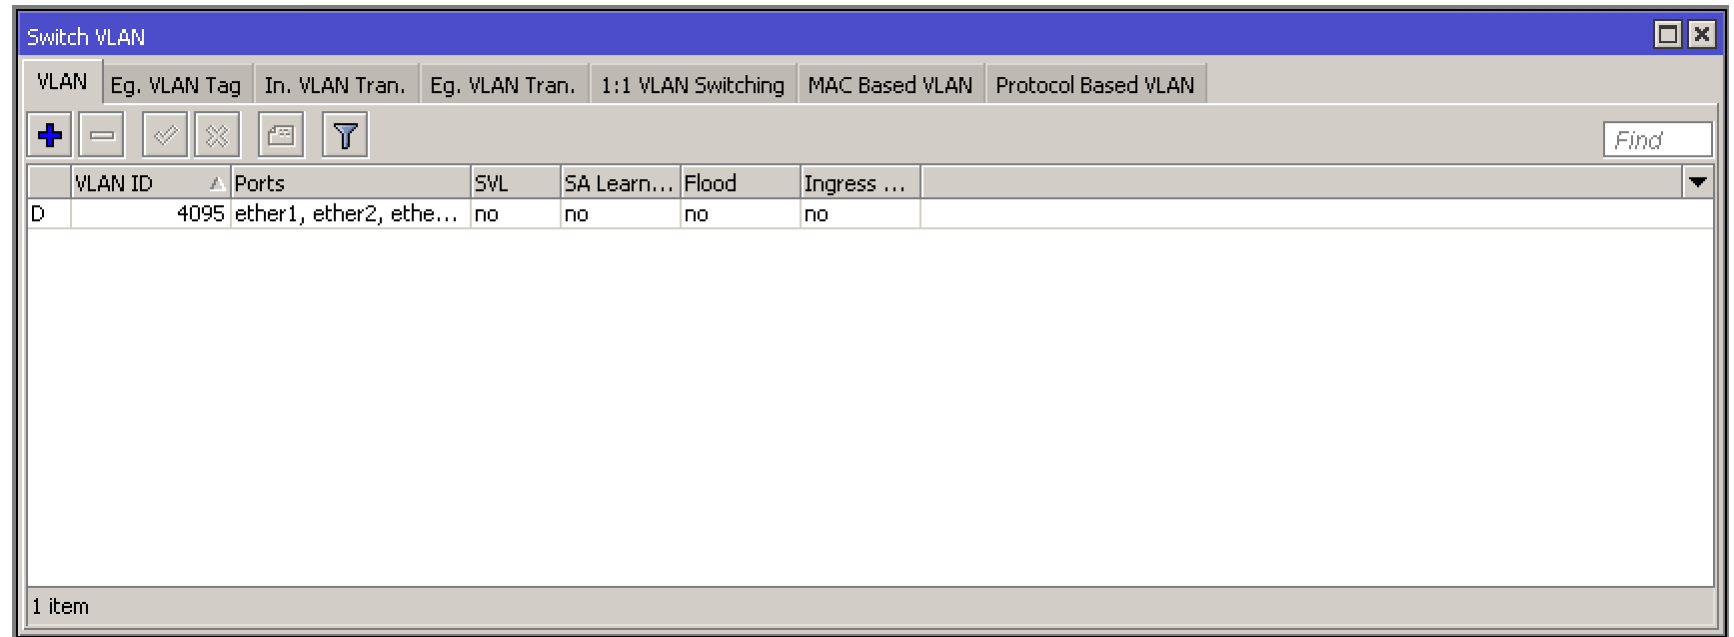 Switch VLAN
VLAN Eg. VLAN Tag In. VLAN Tran. Eg. VLAN Tran. 1:1 VLAN Switching MAC Based VLAN Protocol Based VLAN
Find
VLAN ID Ports SVL SA Learn... Flood Ingress ...
D 4095 ether1, ether2, ethe... no no no no
1 item